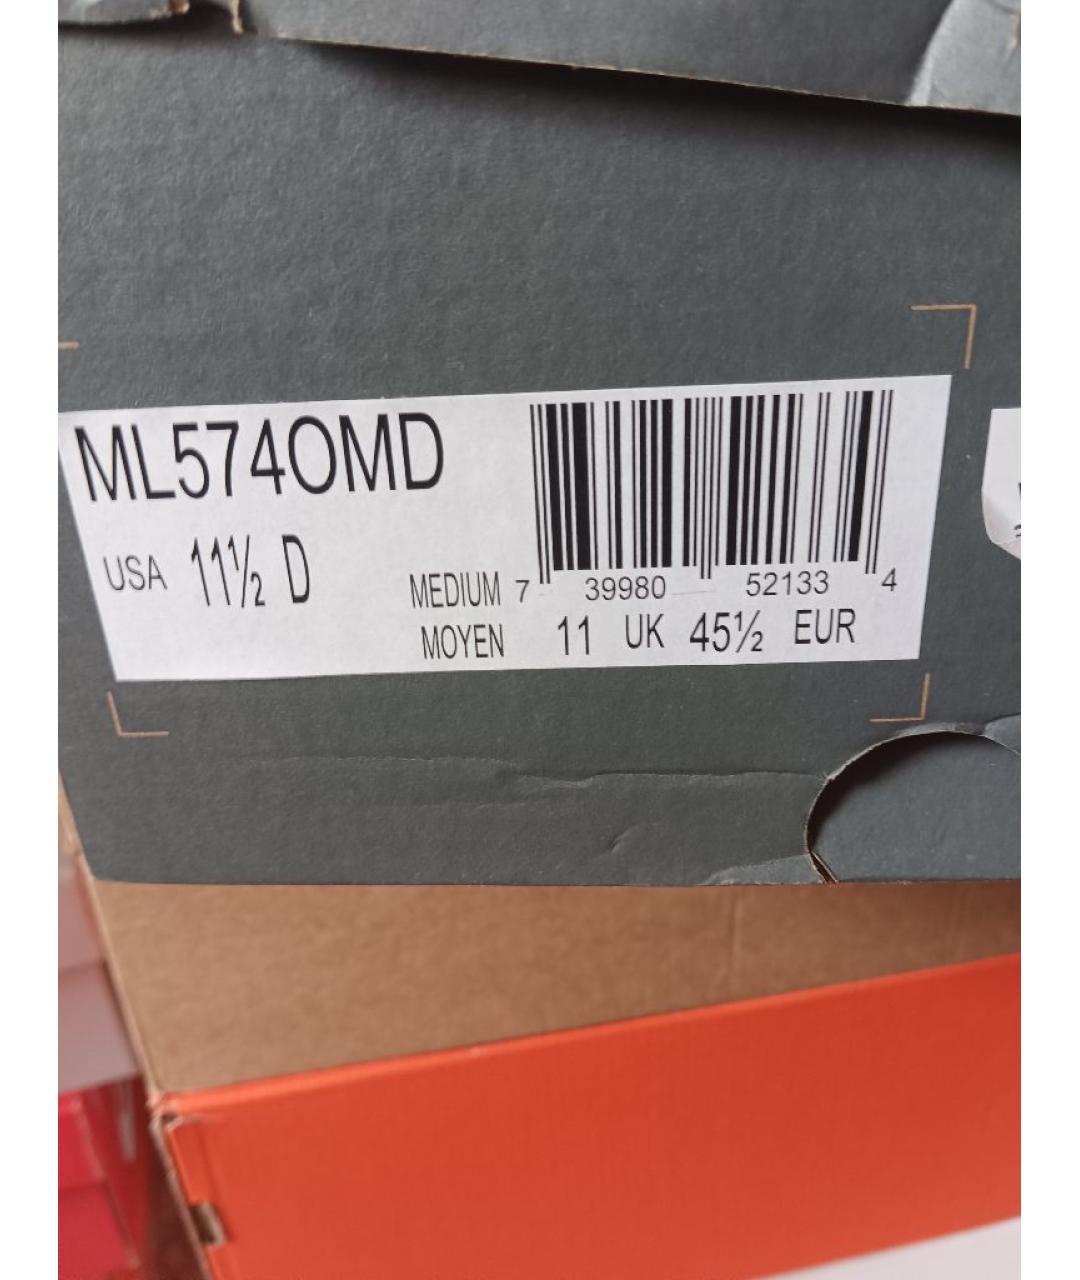 ML574OMD
USA 11½ D
MEDIUM 7 39980 52133 4
MOYEN 11 UK 45½ EUR